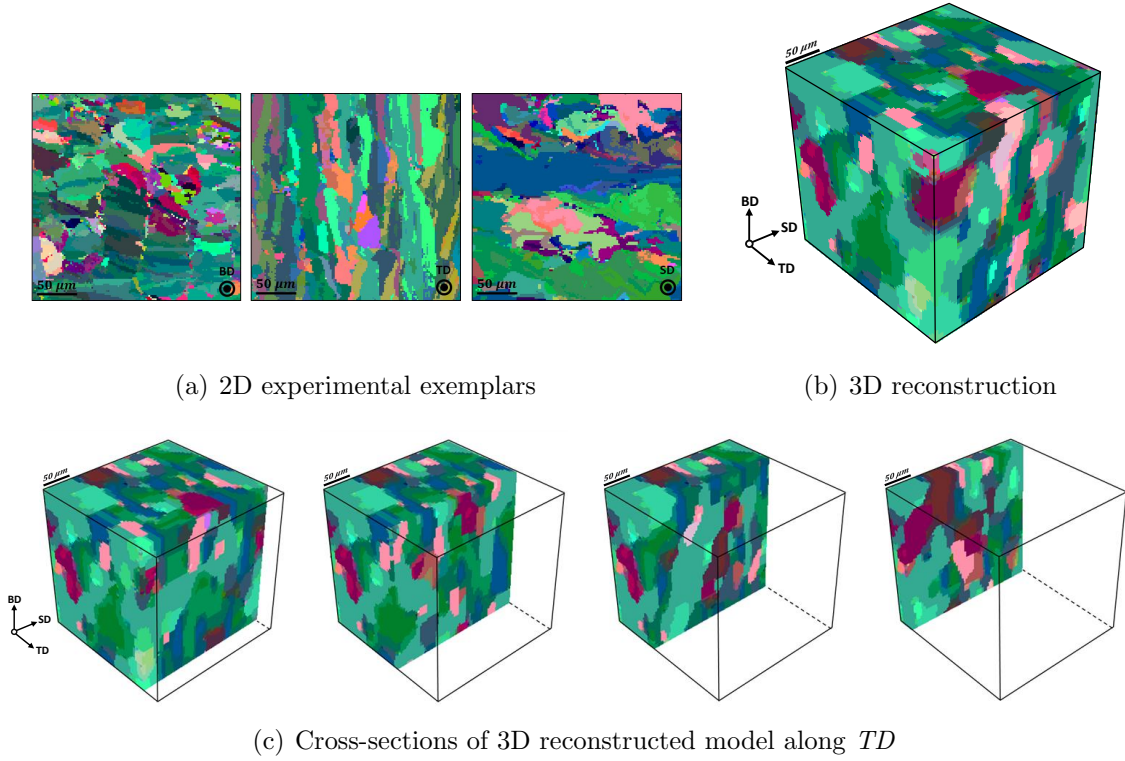 50 μm
BD
50 μm
TD
50 μm
SD
50 μm
BD
SD
TD
(a) 2D experimental exemplars
(b) 3D reconstruction
50 μm
50 μm
50 μm
50 μm
BD
SD
TD
(c) Cross-sections of 3D reconstructed model along TD